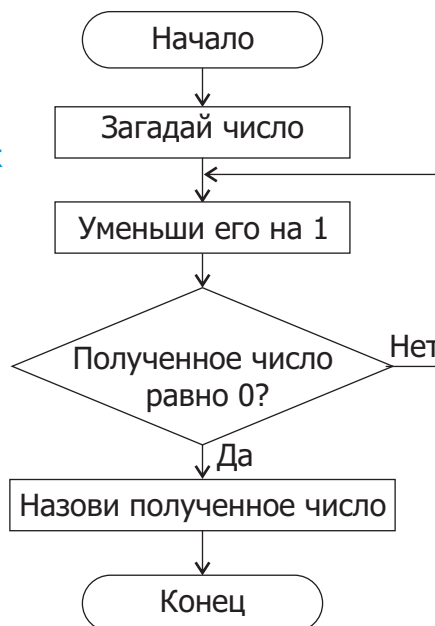 Начало
Загадай число
Уменьши его на 1
Полученное число
равно 0?
Нет
Да
Назови полученное число
Конец